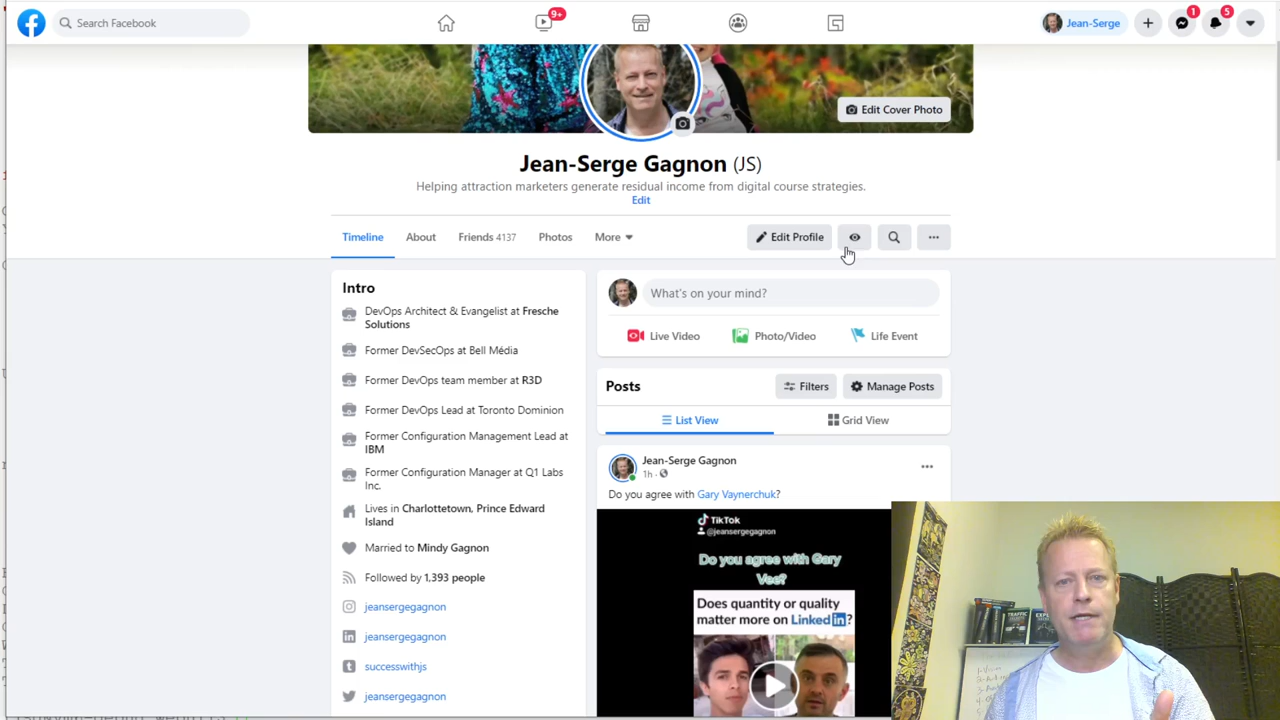 Search Facebook
9+
Jean-Serge
1
5
Edit Cover Photo
Jean-Serge Gagnon (JS)
Helping attraction marketers generate residual income from digital course strategies.
Edit
Timeline
About
Friends 4137
Photos
More
Edit Profile
Intro
DevOps Architect & Evangelist at Fresche
Solutions
Former DevSecOps at Bell Média
Former DevOps team member at R3D
Former DevOps Lead at Toronto Dominion
Former Configuration Management Lead at
IBM
Former Configuration Manager at Q1 Labs
Inc.
Lives in Charlottetown, Prince Edward
Island
Married to Mindy Gagnon
Followed by 1,393 people
jeansergegagnon
jeansergegagnon
successwithjs
jeansergegagnon
What's on your mind?
Live Video
Photo/Video
Life Event
Posts
Filters
Manage Posts
List View
Grid View
Jean-Serge Gagnon
1h
Do you agree with Gary Vaynerchuk?
TikTok
@jeansergegagnon
Do you agree with Gary
Vee?
Does quantity or quality
matter more on Linkedin?
TRAFFIC